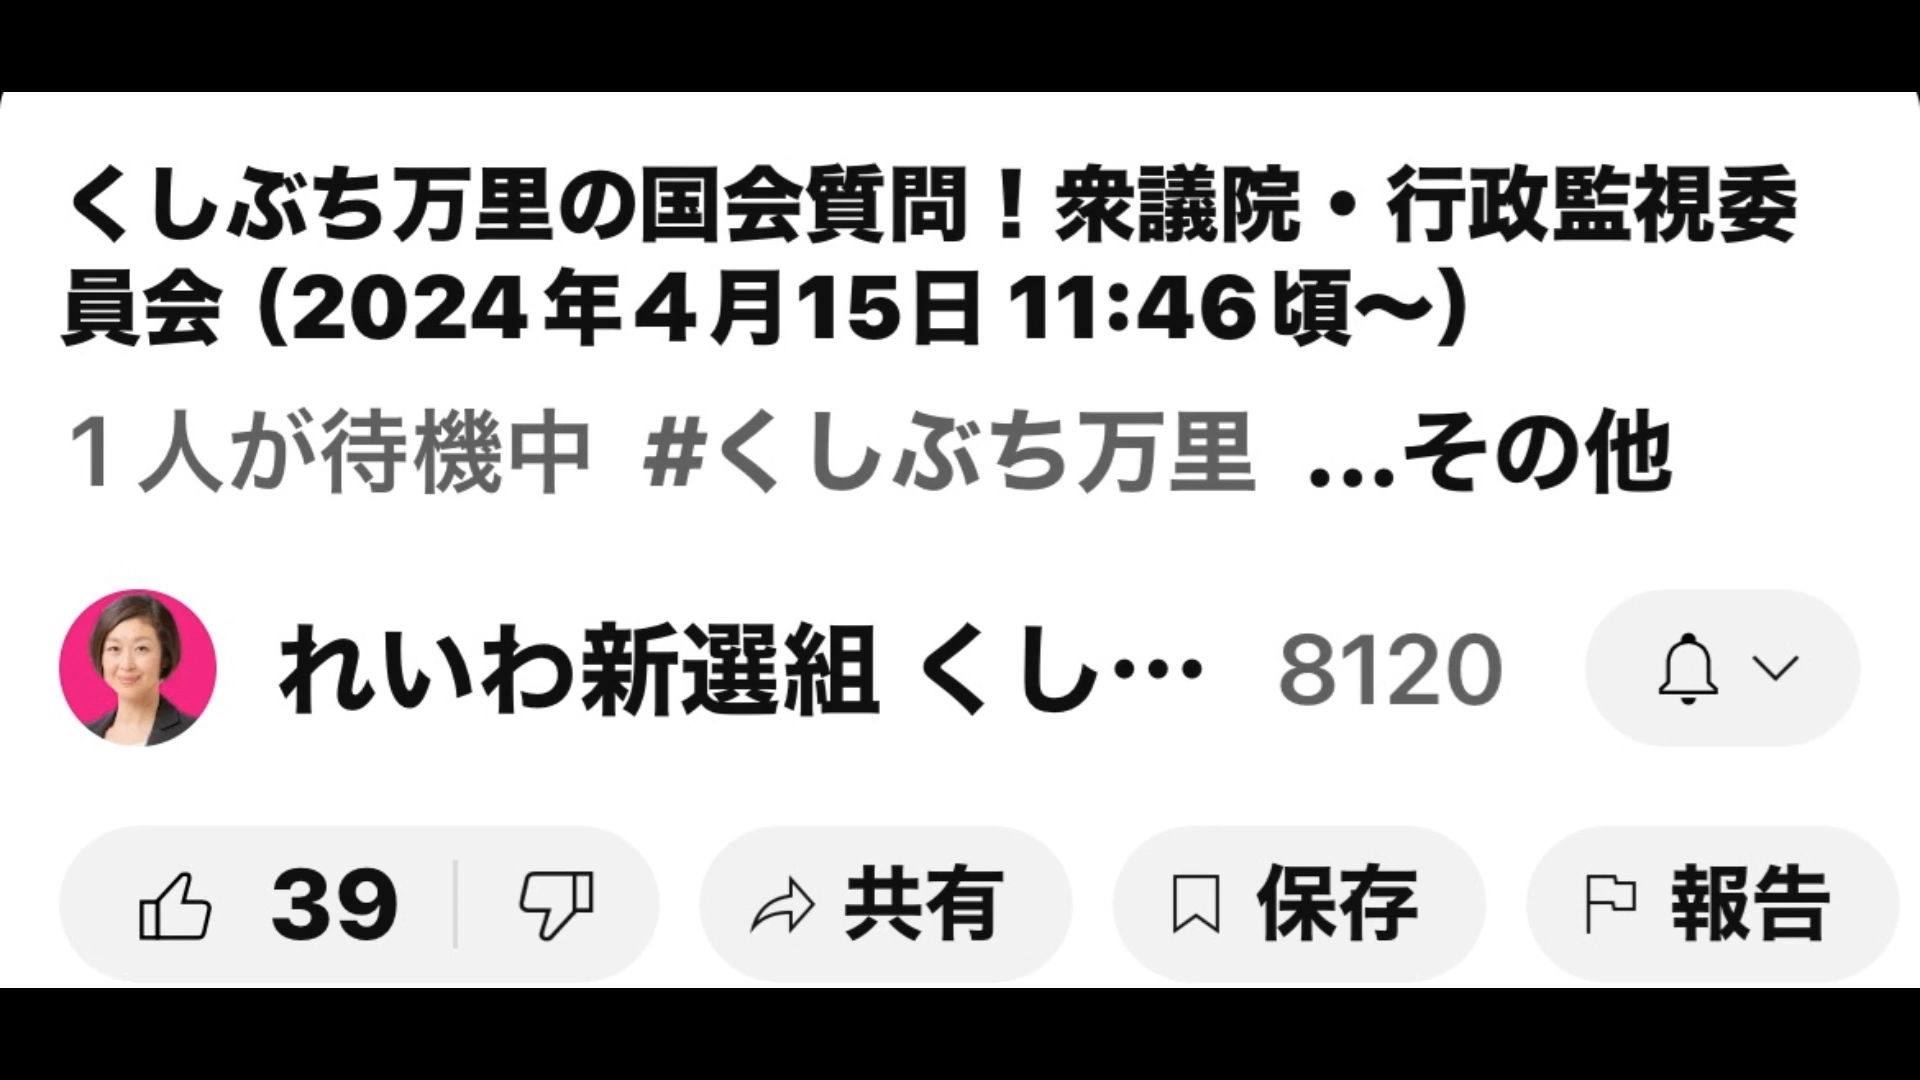 くしぶち万里の国会質問！衆議院・行政監視委
員会（2024年4月15日 11:46頃〜）
1人が待機中 #くしぶち万里 ...その他
れいわ新選組 くし… 8120
39 共有 保存 報告